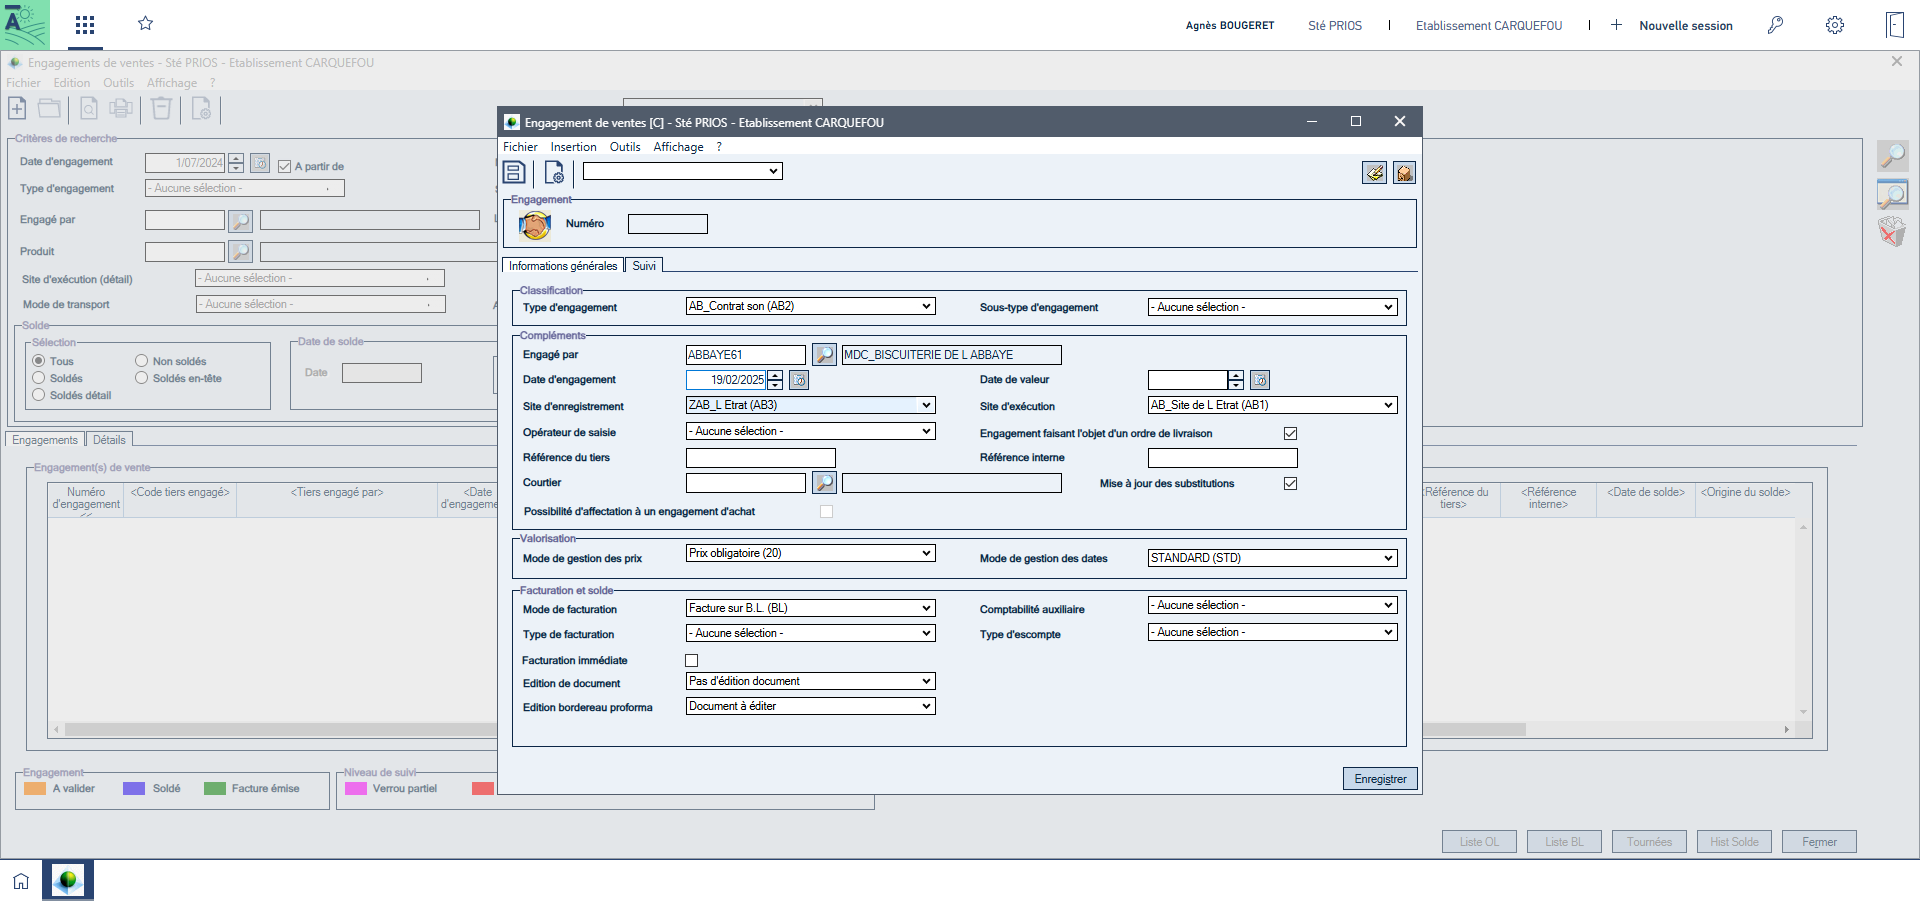 Agnès BOUGERET
Sté PRIOS
Etablissement CARQUEFOU
Nouvelle session
Engagements de ventes - Sté PRIOS - Etablissement CARQUEFOU
Fichier Edition Outils Affichage ?
Critères de recherche
Date d'engagement 1/07/2024 A partir de
Type d'engagement - Aucune sélection -
Engagé par
Produit
Site d'exécution (détail) - Aucune sélection -
Mode de transport - Aucune sélection -
Solde
Sélection
Tous Non soldés
Soldés Soldés en-tête
Soldés détail
Date de solde
Date
Engagements Détails
Engagement(s) de vente
Numéro d'engagement
<Code tiers engagé>
<Tiers engagé par>
<Date
d'engageme
<Référence du tiers>
<Référence interne>
<Date de solde>
<Origine du solde>
Engagement
A valider Soldé Facture émise
Niveau de suivi
Verrou partiel
Liste OL Liste BL Tournées Hist Solde Fermer
Engagement de ventes [C] - Sté PRIOS - Etablissement CARQUEFOU
Fichier Insertion Outils Affichage ?
Engagement
Numéro
Informations générales Suivi
Classification
Type d'engagement AB_Contrat son (AB2) Sous-type d'engagement - Aucune sélection -
Compléments
Engagé par ABBAYE61 MDC_BISCUITERIE DE L ABBAYE
Date d'engagement 19/02/2025 Date de valeur
Site d'enregistrement ZAB_L Etrat (AB3) Site d'exécution AB_Site de L Etrat (AB1)
Opérateur de saisie - Aucune sélection - Engagement faisant l'objet d'un ordre de livraison
Référence du tiers Référence interne
Courtier Mise à jour des substitutions
Possibilité d'affectation à un engagement d'achat
Valorisation
Mode de gestion des prix Prix obligatoire (20) Mode de gestion des dates STANDARD (STD)
Facturation et solde
Mode de facturation Facture sur B.L. (BL) Comptabilité auxiliaire - Aucune sélection -
Type de facturation - Aucune sélection - Type d'escompte - Aucune sélection -
Facturation immédiate
Edition de document Pas d'édition document
Edition bordereau proforma Document à éditer
Enregistrer